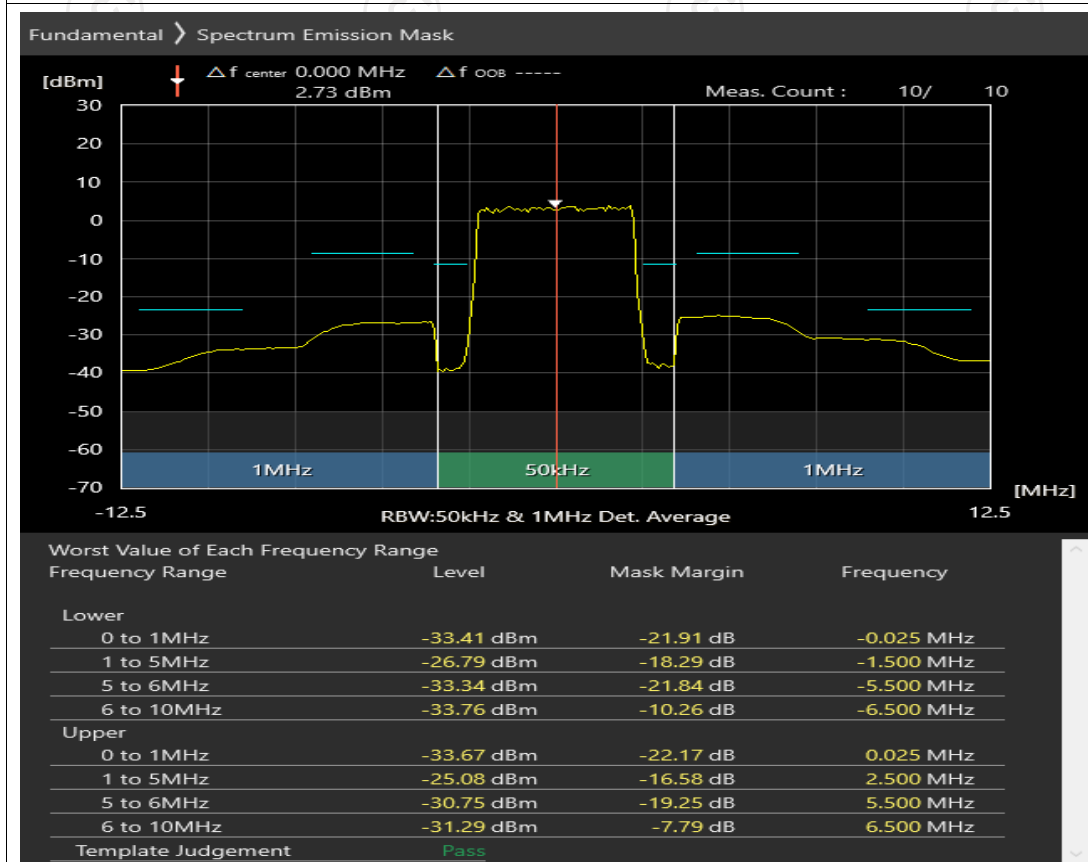 Fundamental 》 Spectrum Emission Mask
[dBm] Δf center 0.000 MHz Δf OOB -----
2.73 dBm Meas. Count : 10/ 10
30
20
10
0
-10
-20
-30
-40
-50
-60
-70
1MHz 50kHz 1MHz
[MHz]
-12.5 RBW:50kHz & 1MHz Det. Average 12.5
Worst Value of Each Frequency Range
Frequency Range Level Mask Margin Frequency
Lower
0 to 1MHz -33.41 dBm -21.91 dB -0.025 MHz
1 to 5MHz -26.79 dBm -18.29 dB -1.500 MHz
5 to 6MHz -33.34 dBm -21.84 dB -5.500 MHz
6 to 10MHz -33.76 dBm -10.26 dB -6.500 MHz
Upper
0 to 1MHz -33.67 dBm -22.17 dB 0.025 MHz
1 to 5MHz -25.08 dBm -16.58 dB 2.500 MHz
5 to 6MHz -30.75 dBm -19.25 dB 5.500 MHz
6 to 10MHz -31.29 dBm -7.79 dB 6.500 MHz
Template Judgement Pass